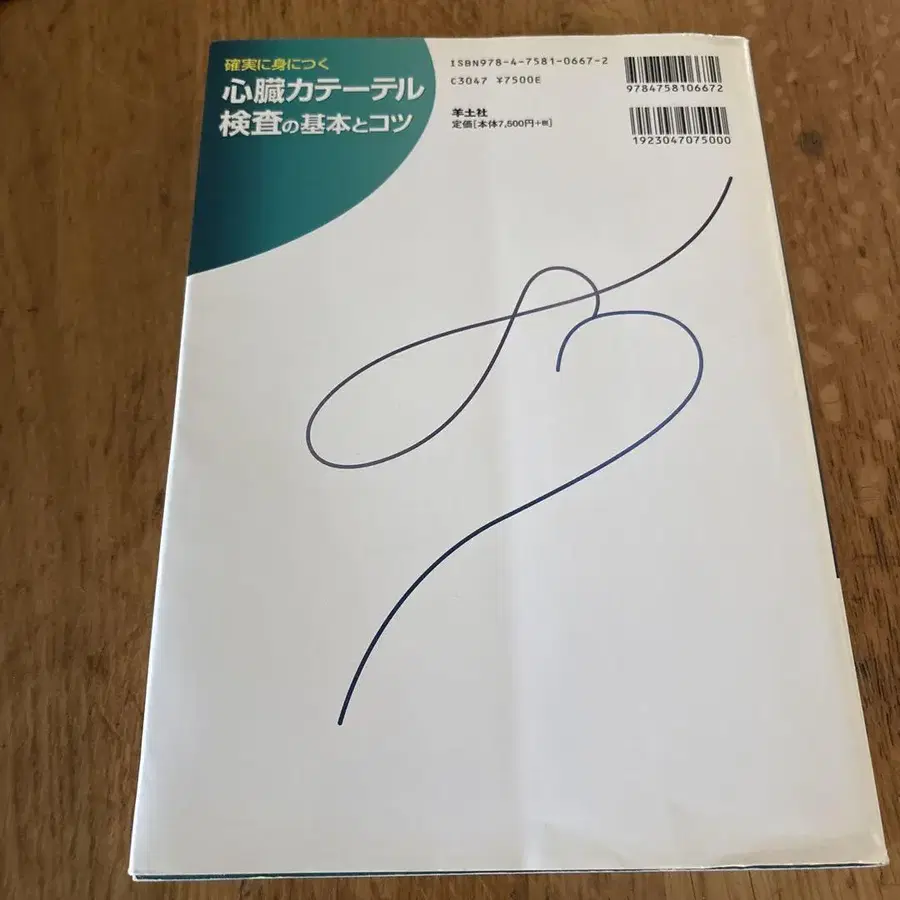 確実に身につく
心臓カテーテル
検査の基本とコツ
ISBN978-4-7581-0667-2
C3047 ¥7500E
羊土社
定価[本体7,500円+税]
9784758106672
1923047075000